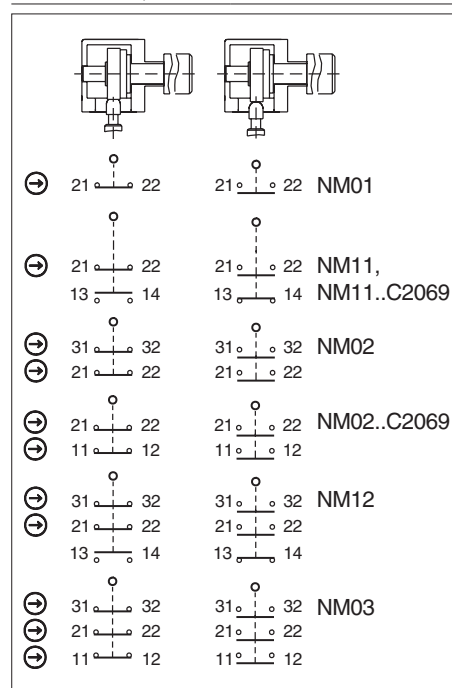 21 22 21 22 NM01
21 22 21 22 NM11,
13 14 13 14 NM11..C2069
31 32 31 32 NM02
21 22 21 22
21 22 21 22 NM02..C2069
11 12 11 12
31 32 31 32 NM12
21 22 21 22
13 14 13 14
31 32 31 32 NM03
21 22 21 22
11 12 11 12